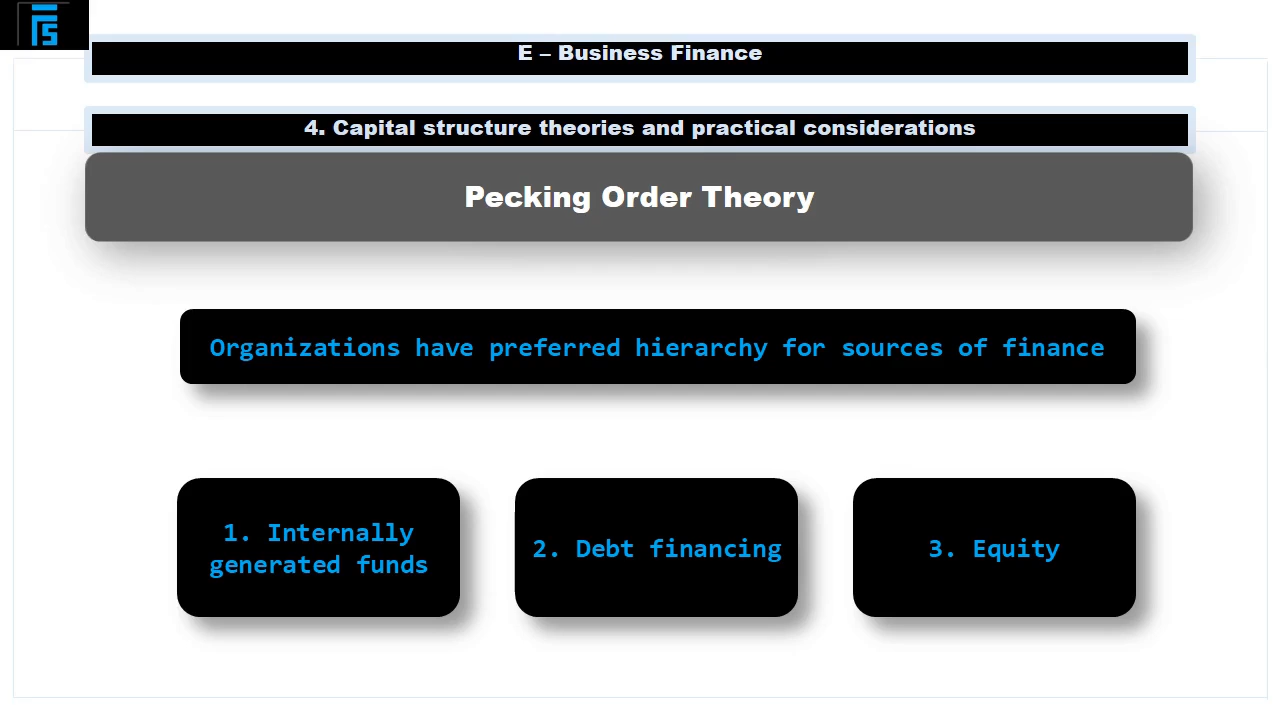 E – Business Finance
4. Capital structure theories and practical considerations
Pecking Order Theory
Organizations have preferred hierarchy for sources of finance
1. Internally
generated funds
2. Debt financing
3. Equity